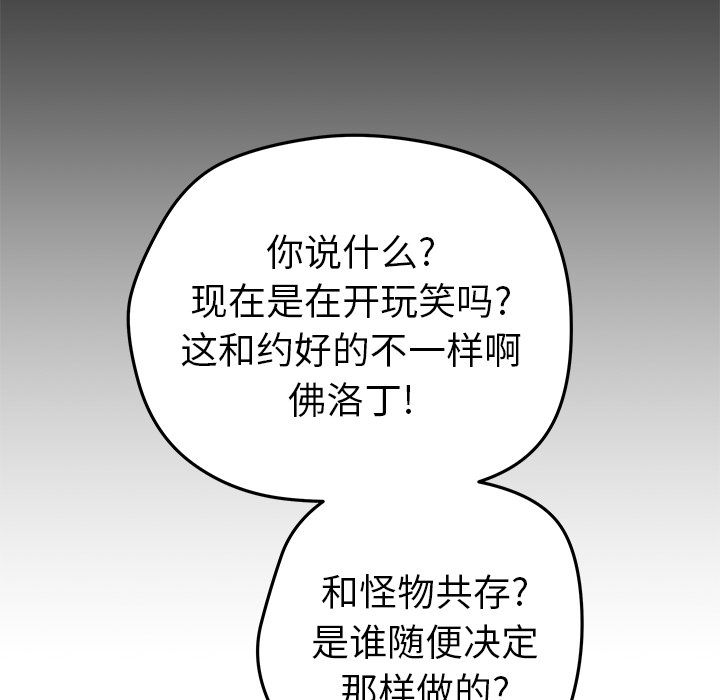 你说什么?
现在是在开玩笑吗?
这和约好的不一样啊
佛洛丁!
和怪物共存?
是谁随便决定
那样做的?